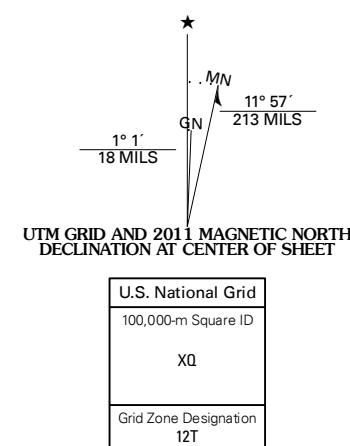 ★
MN
11° 57´
213 MILS
GN
1° 1´
18 MILS
UTM GRID AND 2011 MAGNETIC NORTH
DECLINATION AT CENTER OF SHEET
U.S. National Grid
100,000-m Square ID
XQ
Grid Zone Designation
12T